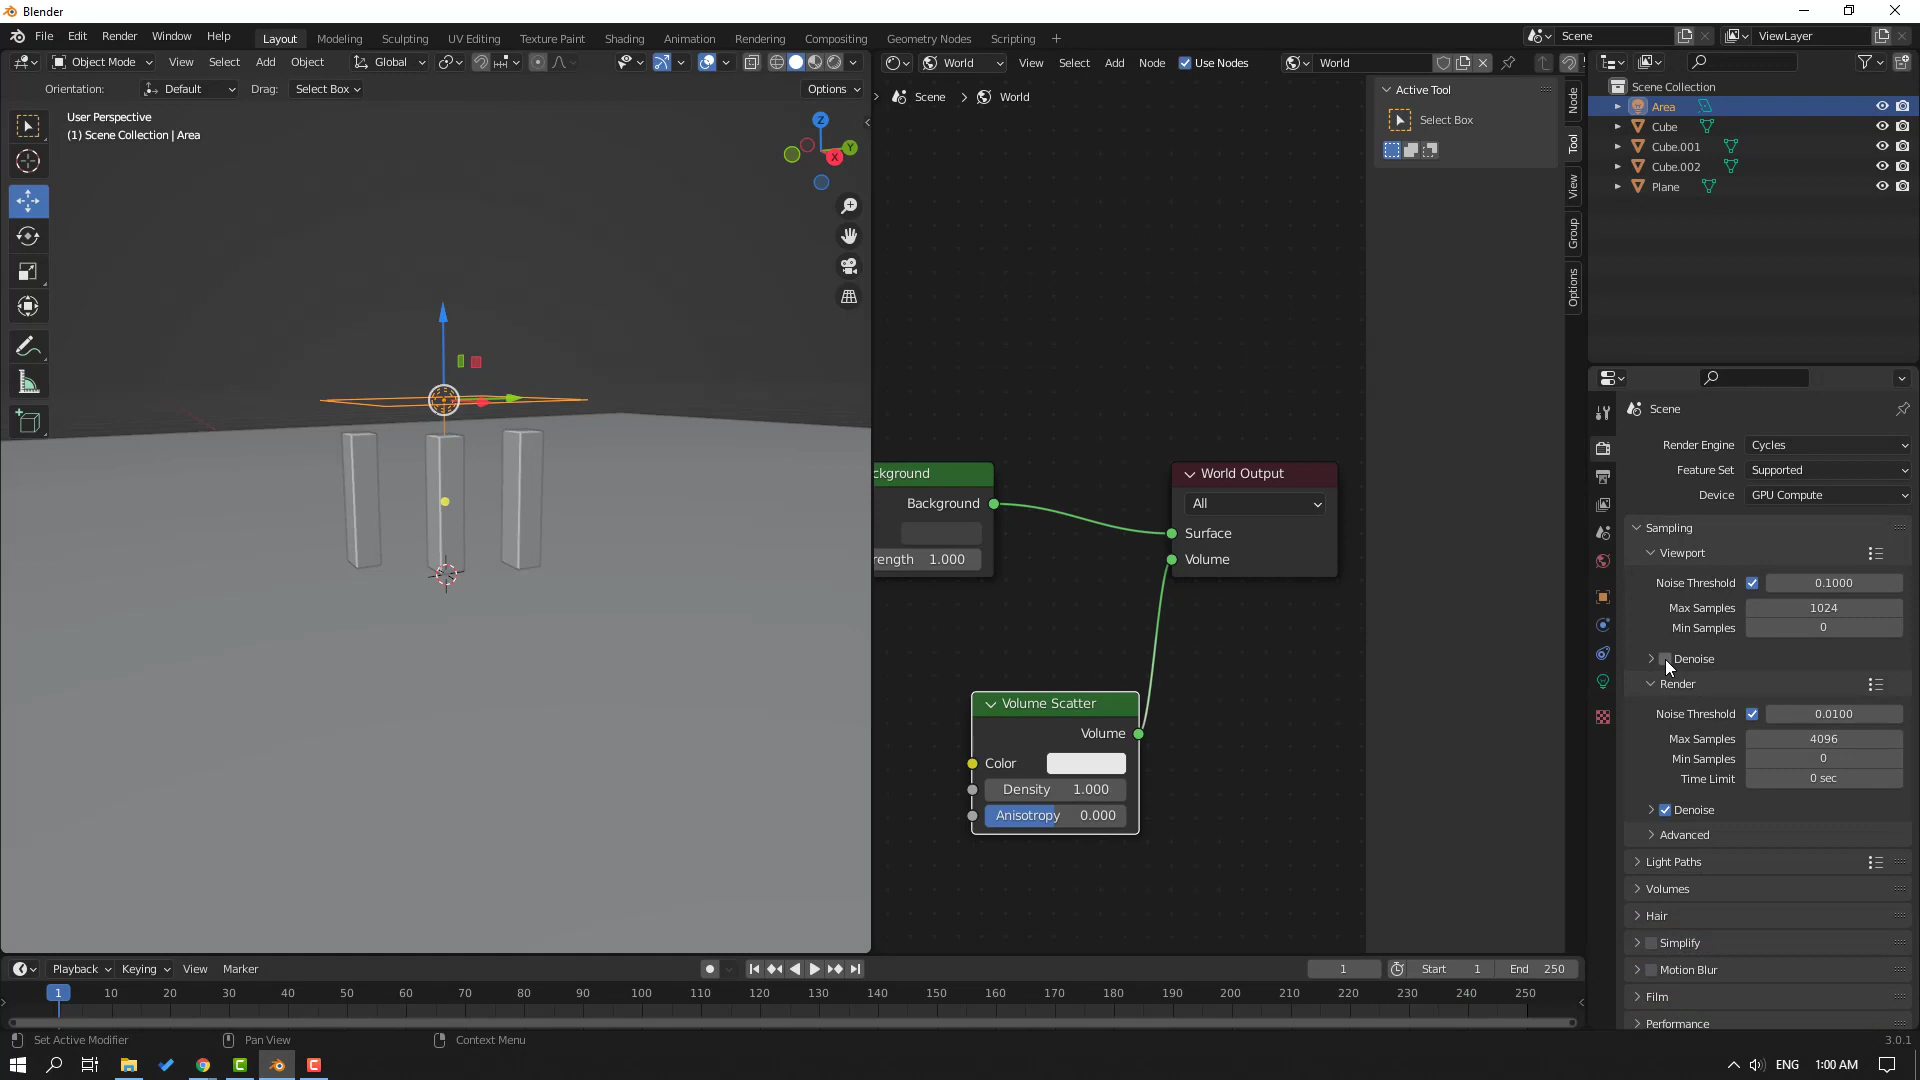 Blender
File Edit Render Window Help
Layout Modeling Sculpting UV Editing Texture Paint Shading Animation Rendering Compositing Geometry Nodes Scripting +
Scene
ViewLayer
Object Mode View Select Add Object Global
Orientation: Default Drag: Select Box Options
User Perspective
(1) Scene Collection | Area
Z
Y
X
World View Select Add Node Use Nodes World
Scene > World
Active Tool
Select Box
Node
Tool
View
Group
Options
ckground
Background
rength 1.000
World Output
All
Surface
Volume
Volume Scatter
Volume
Color
Density 1.000
Anisotropy 0.000
Scene Collection
Area
Cube
Cube.001
Cube.002
Plane
Scene
Render Engine Cycles
Feature Set Supported
Device GPU Compute
Sampling
Viewport
Noise Threshold 0.1000
Max Samples 1024
Min Samples 0
Denoise
Render
Noise Threshold 0.0100
Max Samples 4096
Min Samples 0
Time Limit 0 sec
Denoise
Advanced
Light Paths
Volumes
Hair
Simplify
Motion Blur
Film
Performance
Playback Keying View Marker
1 Start 1 End 250
1 10 20 30 40 50 60 70 80 90 100 110 120 130 140 150 160 170 180 190 200 210 220 230 240 250
Set Active Modifier Pan View Context Menu 3.0.1
ENG 1:00 AM